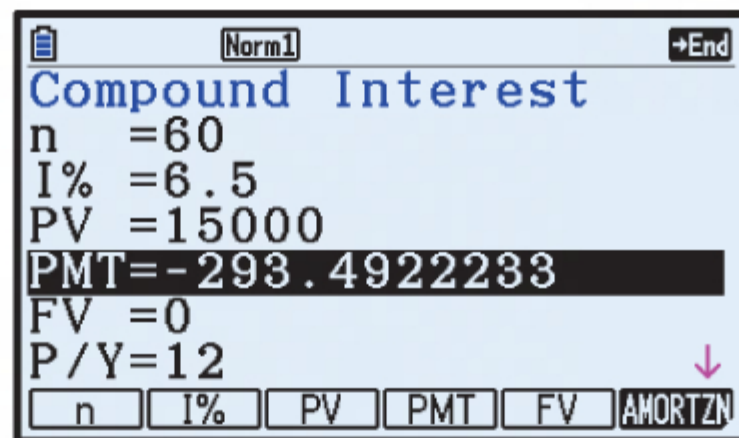 Norm1 →End
Compound Interest
n =60
I% =6.5
PV =15000
PMT=-293.4922233
FV =0
P/Y=12 ↓
n I% PV PMT FV AMORTZN